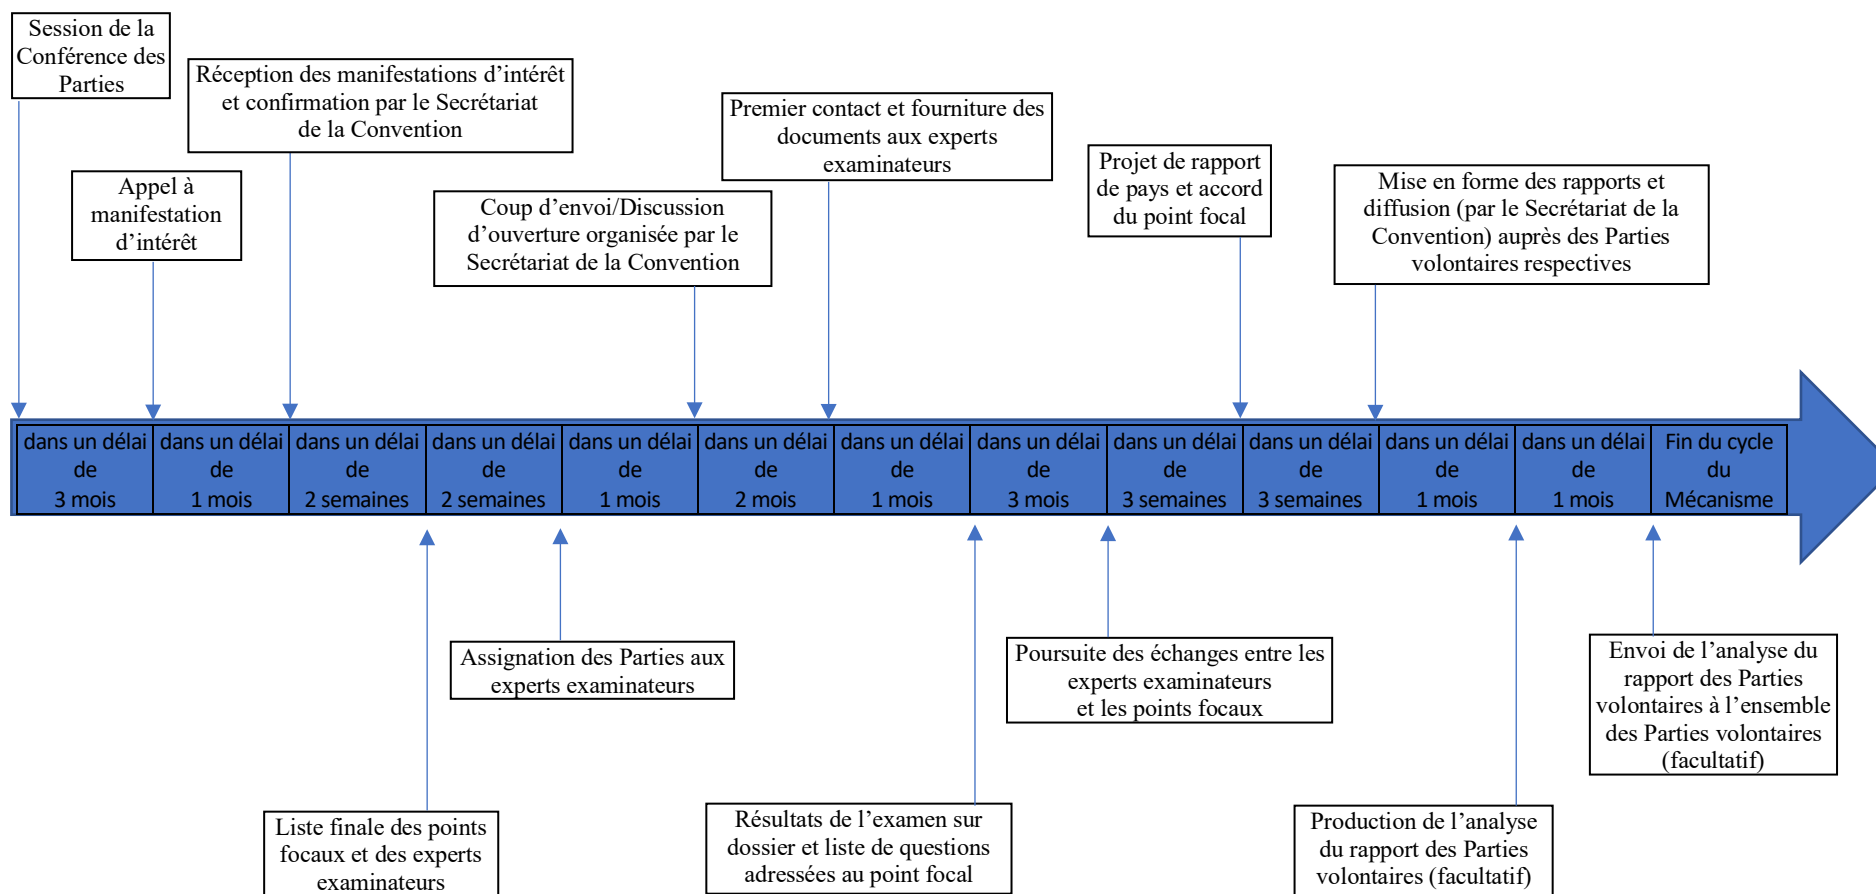 Session de la
Conférence des
Parties
Réception des manifestations d’intérêt
et confirmation par le Secrétariat
de la Convention
Premier contact et fourniture des
documents aux experts
examinateurs
Projet de rapport
de pays et accord
du point focal
Mise en forme des rapports et
diffusion (par le Secrétariat de la
Convention) auprès des Parties
volontaires respectives
Appel à
manifestation
d’intérêt
Coup d’envoi/Discussion
d’ouverture organisée par le
Secrétariat de la Convention
dans un délai
de
3 mois
dans un délai
de
1 mois
dans un délai
de
2 semaines
dans un délai
de
2 semaines
dans un délai
de
1 mois
dans un délai
de
2 mois
dans un délai
de
1 mois
dans un délai
de
3 mois
dans un délai
de
3 semaines
dans un délai
de
3 semaines
dans un délai
de
1 mois
dans un délai
de
1 mois
Fin du cycle
du
Mécanisme
Assignation des Parties aux
experts examinateurs
Poursuite des échanges entre les
experts examinateurs
et les points focaux
Envoi de l’analyse du
rapport des Parties
volontaires à l’ensemble
des Parties volontaires
(facultatif)
Liste finale des points
focaux et des experts
examinateurs
Résultats de l’examen sur
dossier et liste de questions
adressées au point focal
Production de l’analyse
du rapport des Parties
volontaires (facultatif)